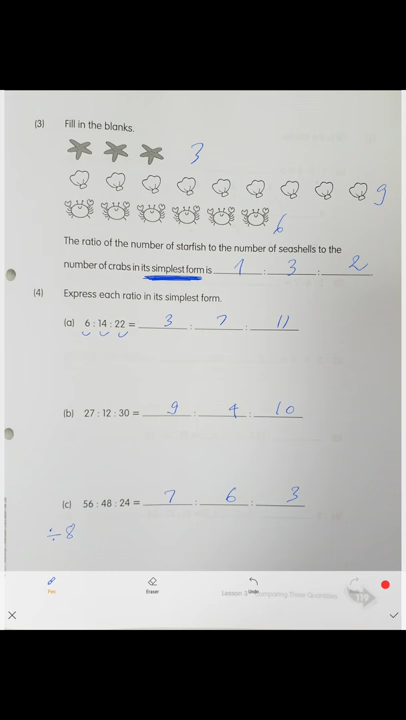 (3) Fill in the blanks.
3
9
6
The ratio of the number of starfish to the number of seashells to the
number of crabs in its simplest form is 1 : 3 : 2
(4) Express each ratio in its simplest form.
(a) 6 : 14 : 22 = 3 : 7 : 11
(b) 27 : 12 : 30 = 9 : 4 : 10
(c) 56 : 48 : 24 = 7 : 6 : 3
÷8
Pen Eraser Undo